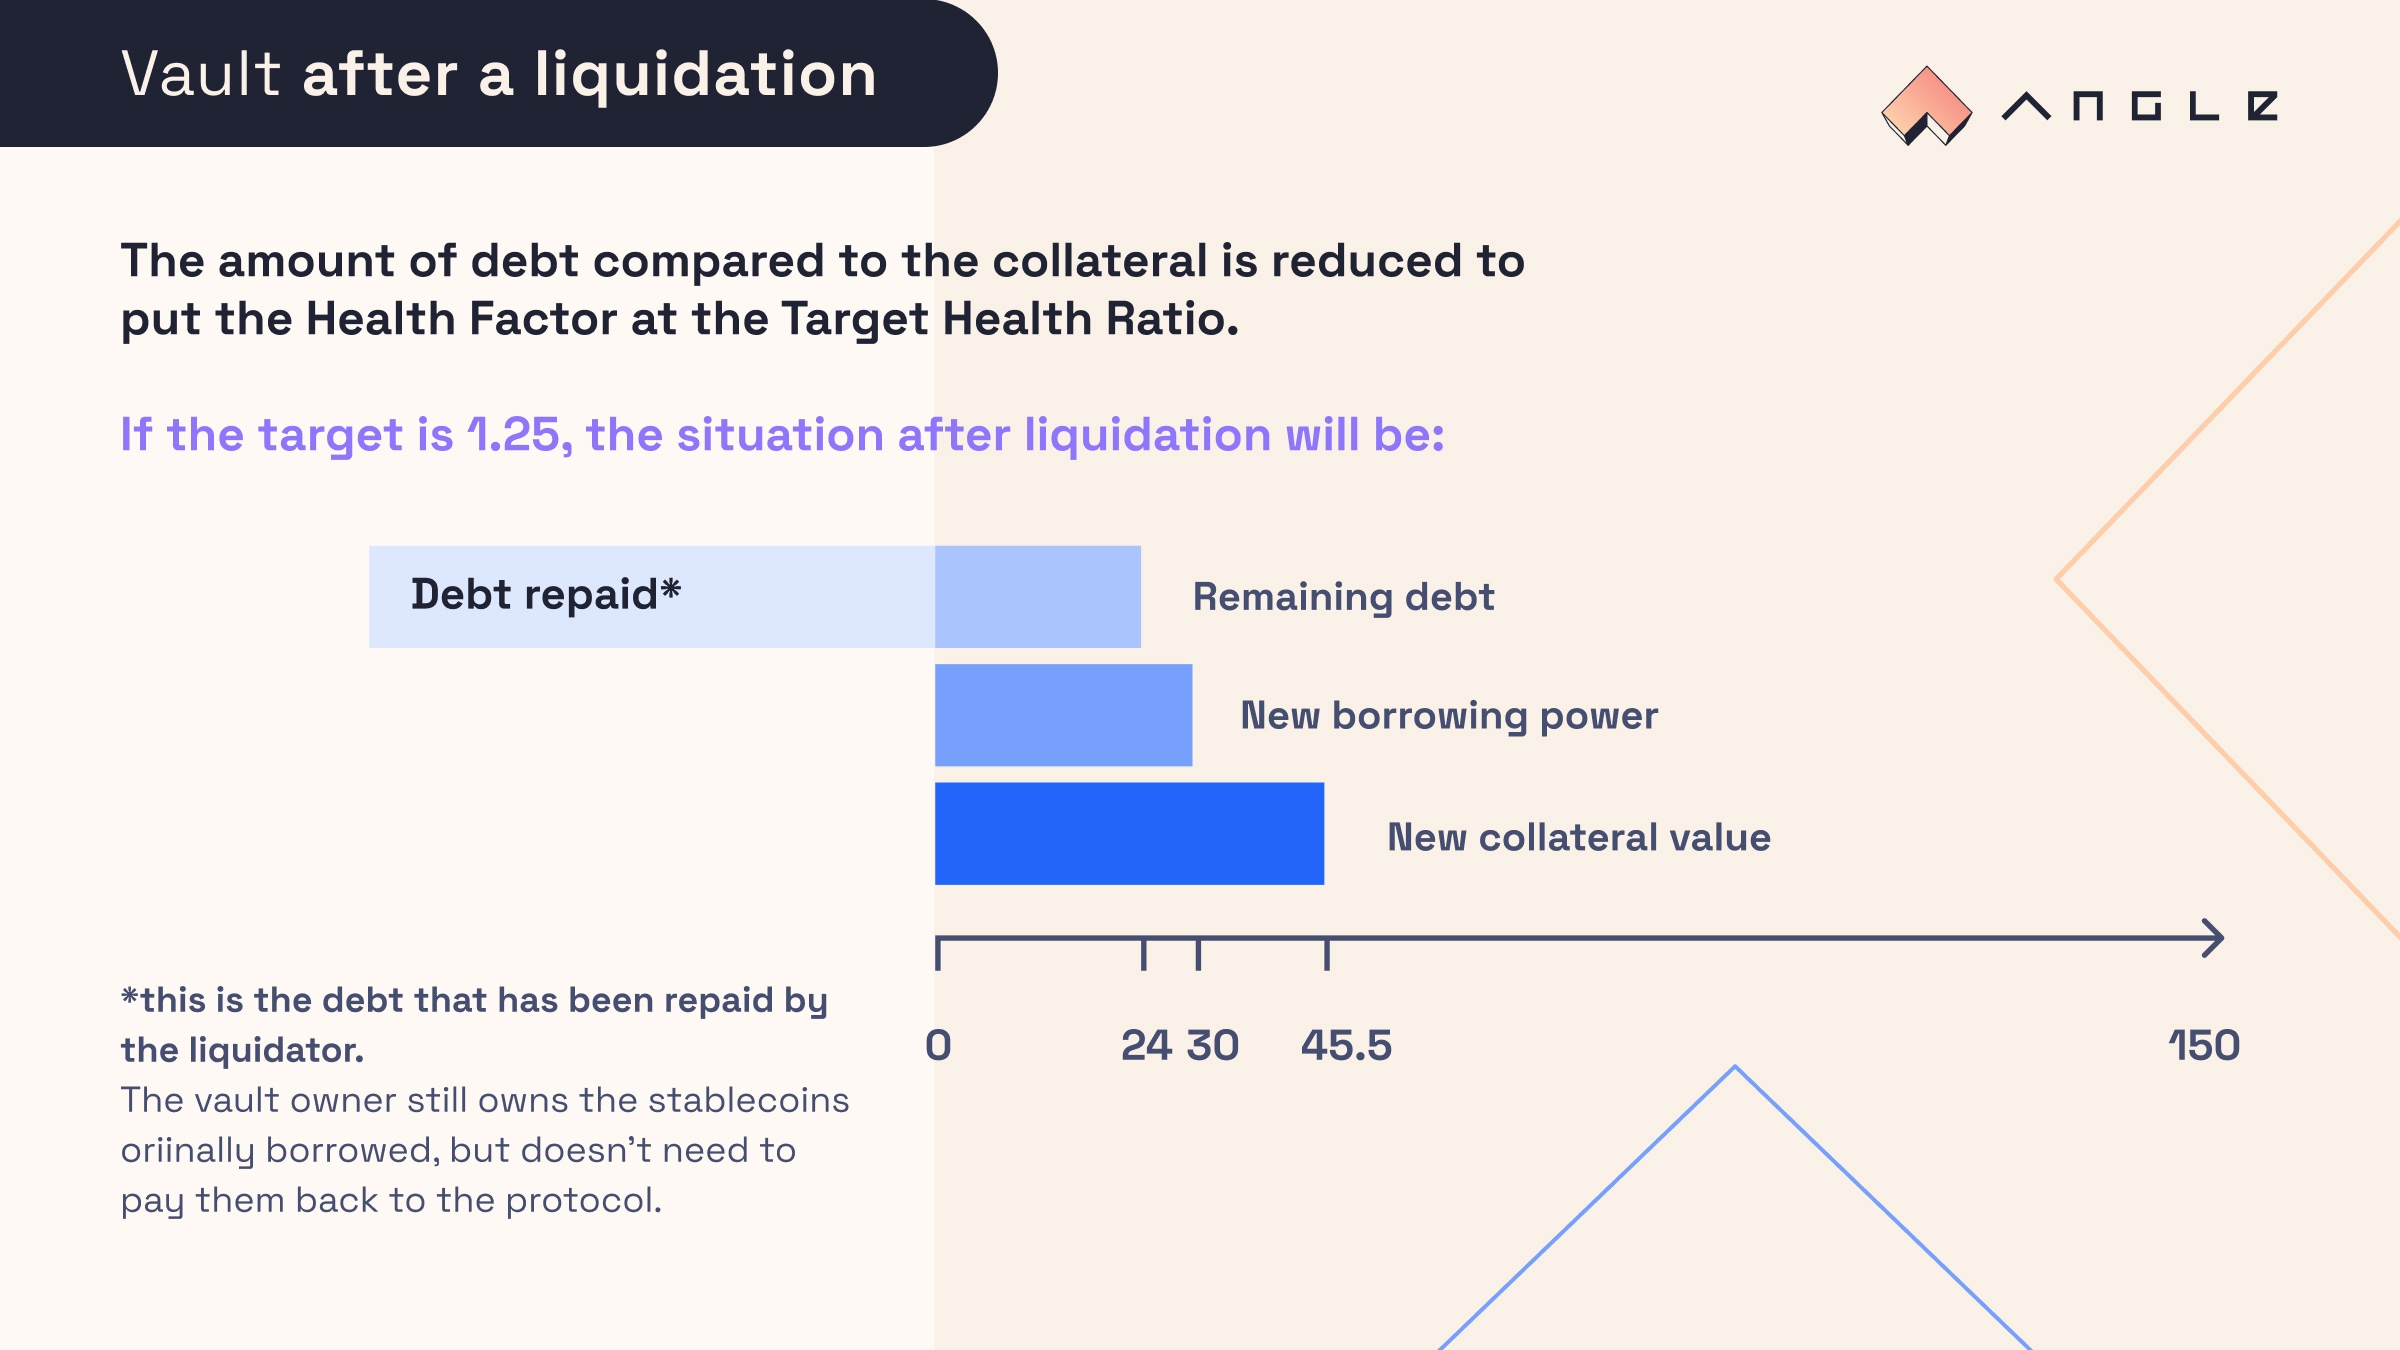 Vault after a liquidation
ANGLE
The amount of debt compared to the collateral is reduced to
put the Health Factor at the Target Health Ratio.
If the target is 1.25, the situation after liquidation will be:
Debt repaid*
Remaining debt
New borrowing power
New collateral value
0 24 30 45.5 150
*this is the debt that has been repaid by
the liquidator.
The vault owner still owns the stablecoins
oriinally borrowed, but doesn’t need to
pay them back to the protocol.